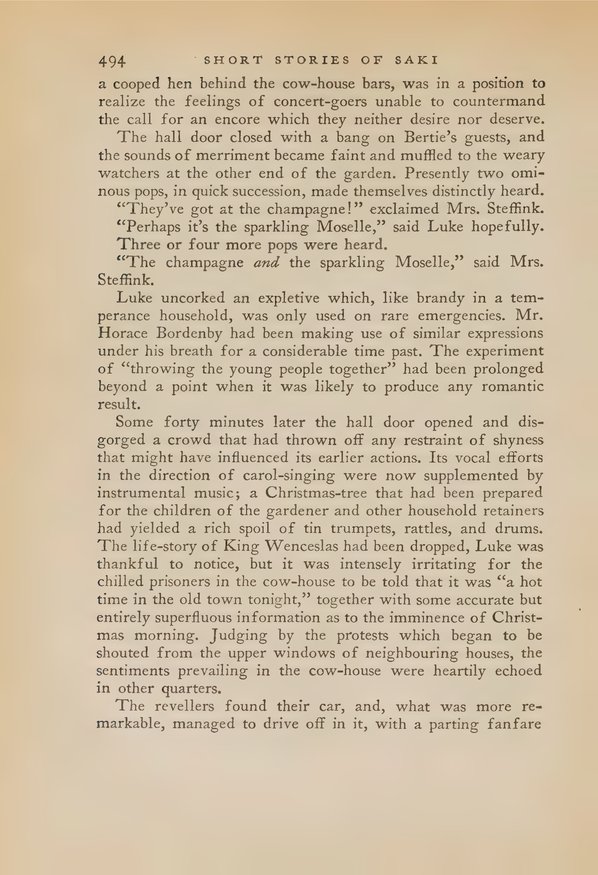 494 SHORT STORIES OF SAKI
a cooped hen behind the cow-house bars, was in a position to
realize the feelings of concert-goers unable to countermand
the call for an encore which they neither desire nor deserve.
The hall door closed with a bang on Bertie's guests, and
the sounds of merriment became faint and muffled to the weary
watchers at the other end of the garden. Presently two omi-
nous pops, in quick succession, made themselves distinctly heard.
“They've got at the champagne!” exclaimed Mrs. Steffink.
“Perhaps it's the sparkling Moselle,” said Luke hopefully.
Three or four more pops were heard.
“The champagne and the sparkling Moselle,” said Mrs.
Steffink.
Luke uncorked an expletive which, like brandy in a tem-
perance household, was only used on rare emergencies. Mr.
Horace Bordenby had been making use of similar expressions
under his breath for a considerable time past. The experiment
of “throwing the young people together” had been prolonged
beyond a point when it was likely to produce any romantic
result.
Some forty minutes later the hall door opened and dis-
gorged a crowd that had thrown off any restraint of shyness
that might have influenced its earlier actions. Its vocal efforts
in the direction of carol-singing were now supplemented by
instrumental music; a Christmas-tree that had been prepared
for the children of the gardener and other household retainers
had yielded a rich spoil of tin trumpets, rattles, and drums.
The life-story of King Wenceslas had been dropped, Luke was
thankful to notice, but it was intensely irritating for the
chilled prisoners in the cow-house to be told that it was “a hot
time in the old town tonight,” together with some accurate but
entirely superfluous information as to the imminence of Christ-
mas morning. Judging by the protests which began to be
shouted from the upper windows of neighbouring houses, the
sentiments prevailing in the cow-house were heartily echoed
in other quarters.
The revellers found their car, and, what was more re-
markable, managed to drive off in it, with a parting fanfare